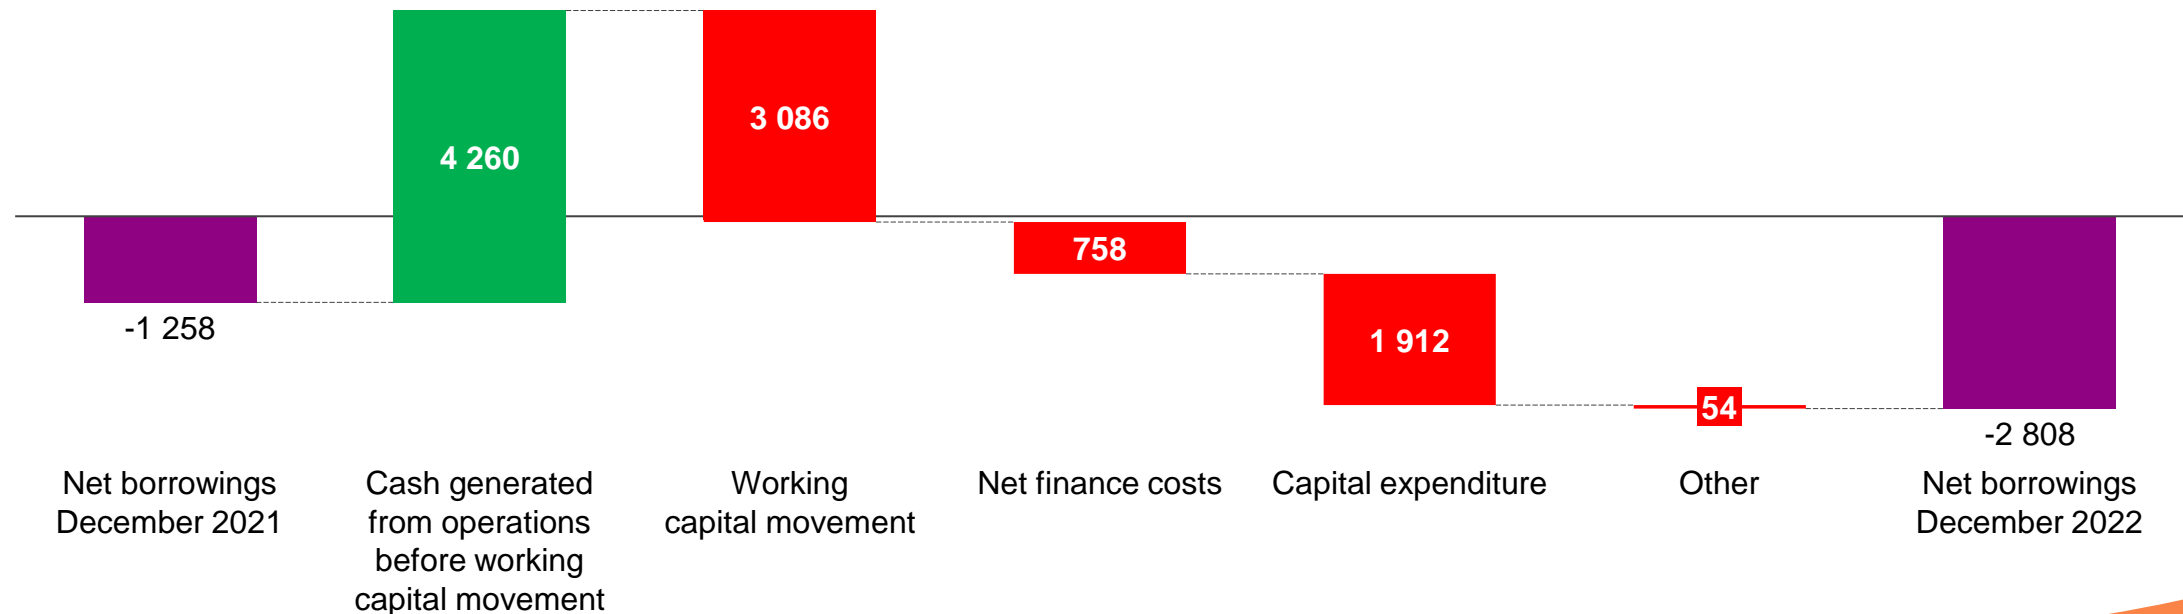 4 260
3 086
758
1 912
54
-1 258
-2 808
Net borrowings
December 2021
Cash generated
from operations
before working
capital movement
Working
capital movement
Net finance costs
Capital expenditure
Other
Net borrowings
December 2022